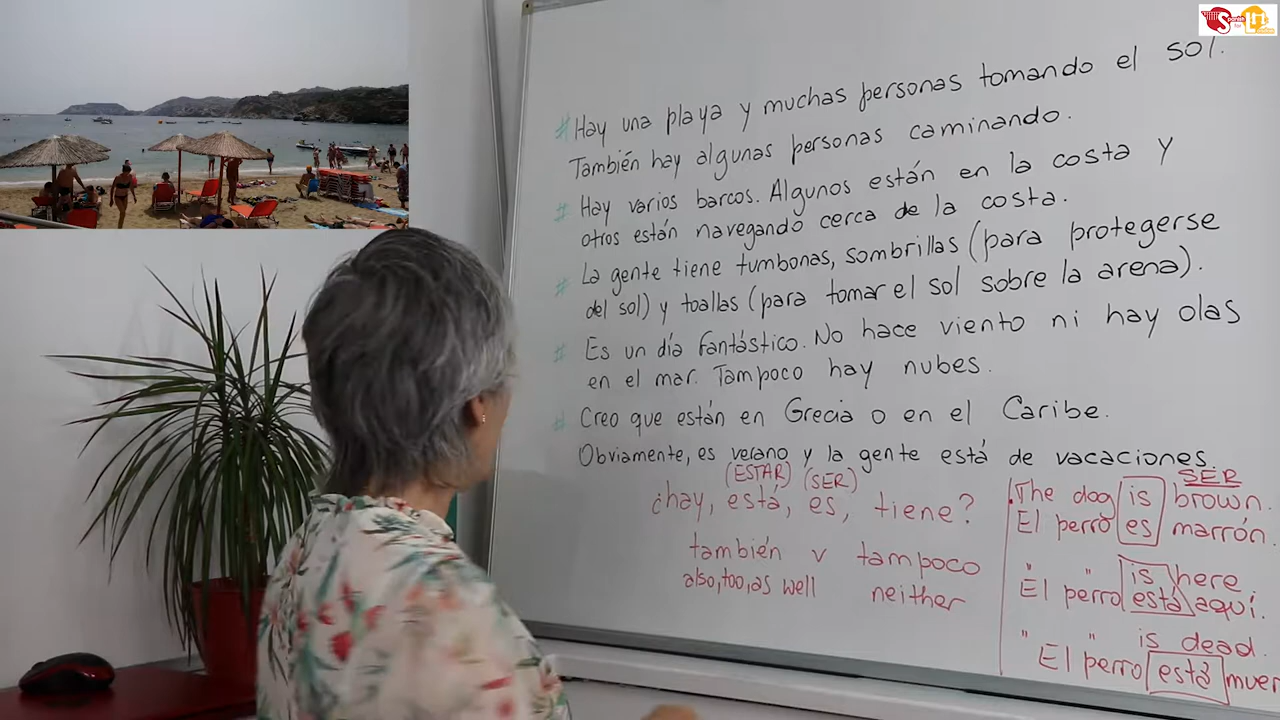 # Hay una playa y muchas personas tomando el sol.
También hay algunas personas caminando.
# Hay varios barcos. Algunos están en la costa y
otros están navegando cerca de la costa.
# La gente tiene tumbonas, sombrillas (para protegerse
del sol) y toallas (para tomar el sol sobre la arena).
# Es un día fantástico. No hace viento ni hay olas
en el mar. Tampoco hay nubes.
# Creo que están en Grecia o en el Caribe.
Obviamente, es verano y la gente está de vacaciones.
(ESTAR) (SER)
¿hay, está, es, tiene?
también v tampoco
also, too, as well neither
SER
The dog is brown.
El perro es marrón.
" " is here.
El perro está aquí.
" " is dead.
El perro está muer